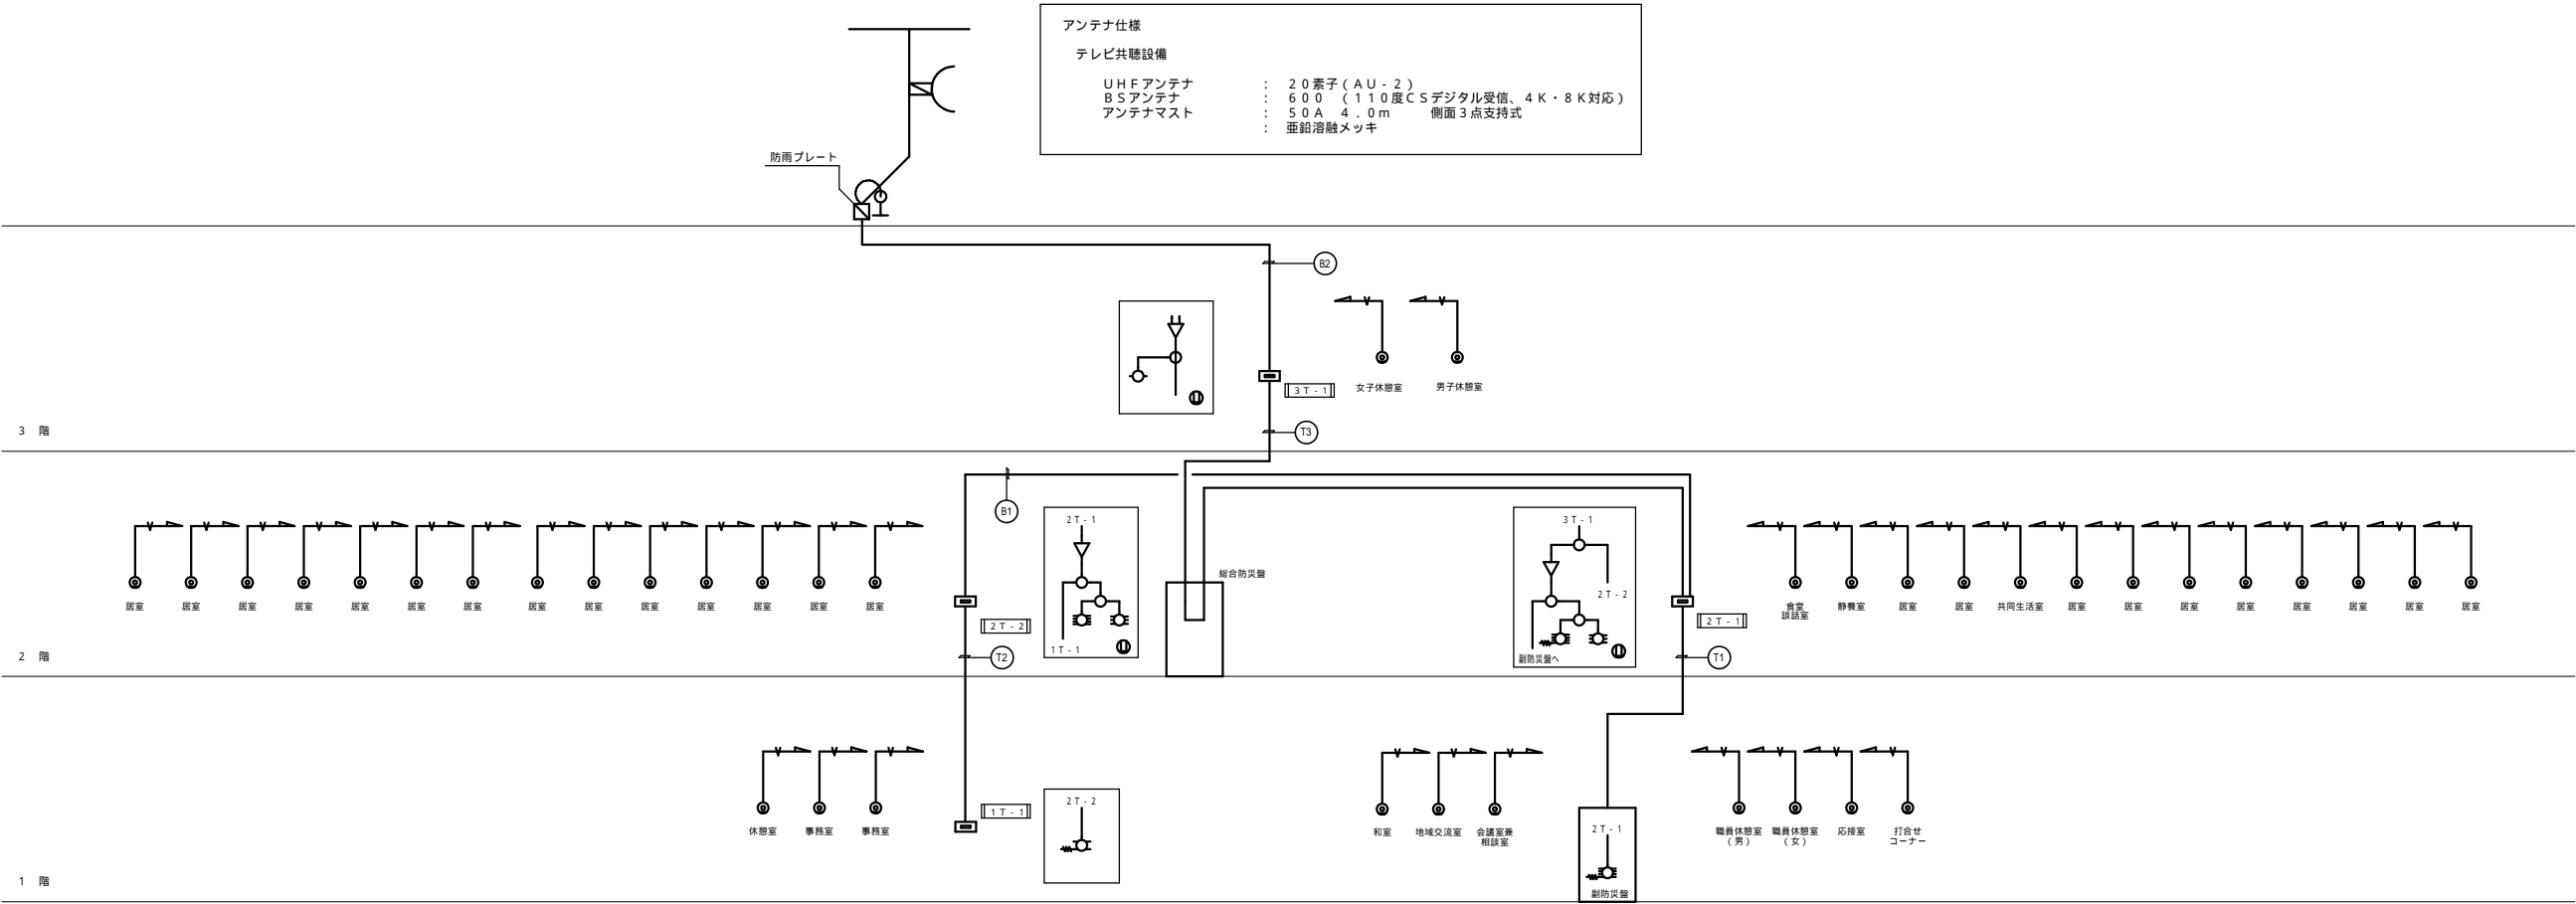 アンテナ仕様
テレビ共聴設備
UHFアンテナ : 20素子(AU-2)
BSアンテナ : 600 (110度CSデジタル受信、4K・8K対応)
アンテナマスト : 50A 4.0m 側面3点支持式
: 亜鉛溶融メッキ
防雨プレート
B2
3T-1
女子休憩室
男子休憩室
T3
3 階
B1
2T-1
1T-1
総合防災盤
3T-1
2T-2
副防災盤へ
居室
居室
居室
居室
居室
居室
居室
居室
居室
居室
居室
居室
居室
居室
2T-2
T2
食堂
談話室
静養室
居室
居室
共同生活室
居室
居室
居室
居室
居室
居室
居室
居室
2T-1
T1
2 階
休憩室
事務室
事務室
1T-1
2T-2
和室
地域交流室
会議室兼
相談室
2T-1
副防災盤
職員休憩室
(男)
職員休憩室
(女)
応接室
打合せ
コーナー
1 階